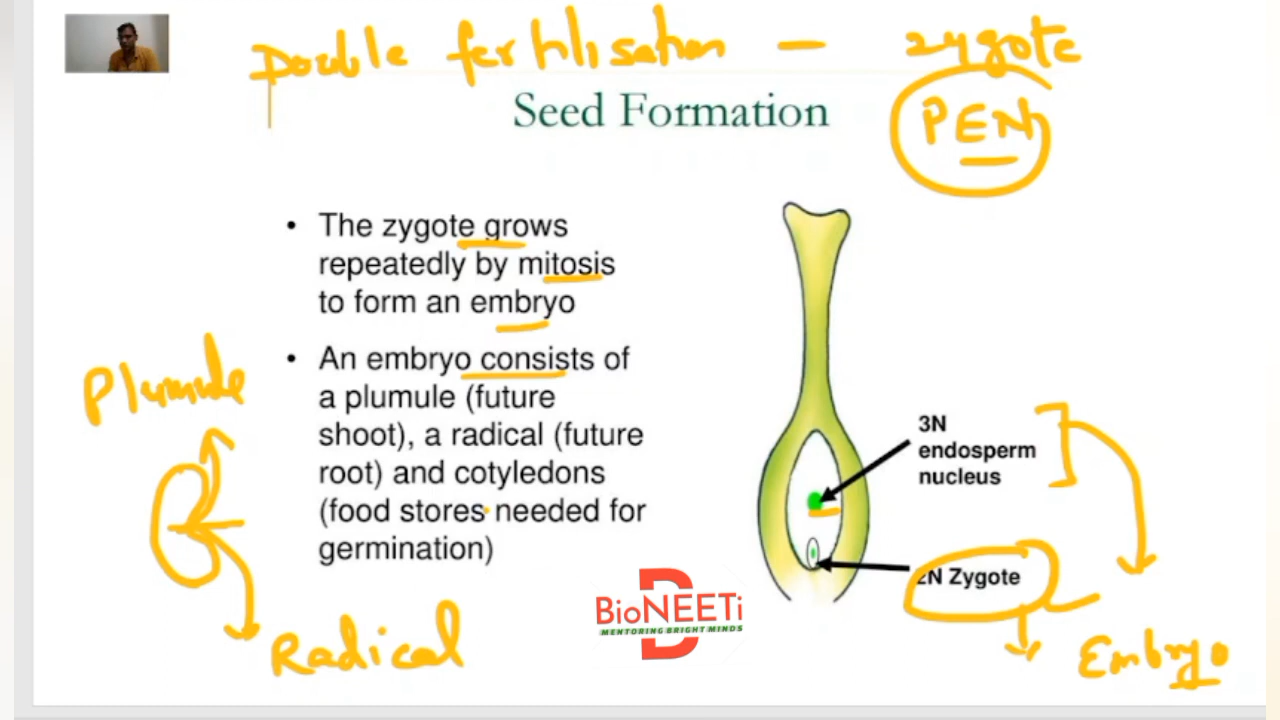 Double fertilisation — zygote
Seed Formation
PEN
• The zygote grows
repeatedly by mitosis
to form an embryo
• An embryo consists of
a plumule (future
shoot), a radical (future
root) and cotyledons
(food stores needed for
germination)
Plumule
Radical
3N
endosperm
nucleus
2N Zygote
Embryo
BioNEETi
MENTORING BRIGHT MINDS